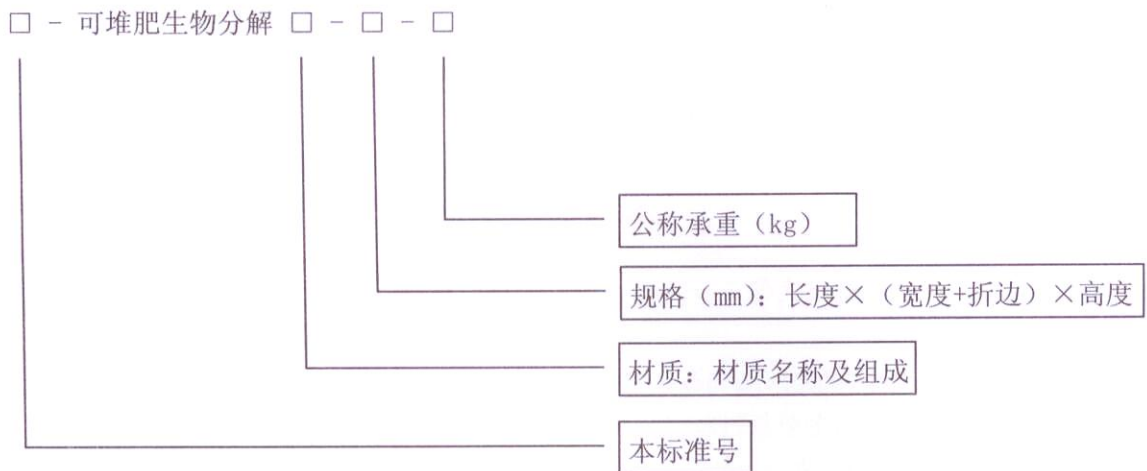 □ - 可堆肥生物分解 □ - □ - □
公称承重（kg）
规格（mm）：长度×（宽度+折边）×高度
材质：材质名称及组成
本标准号